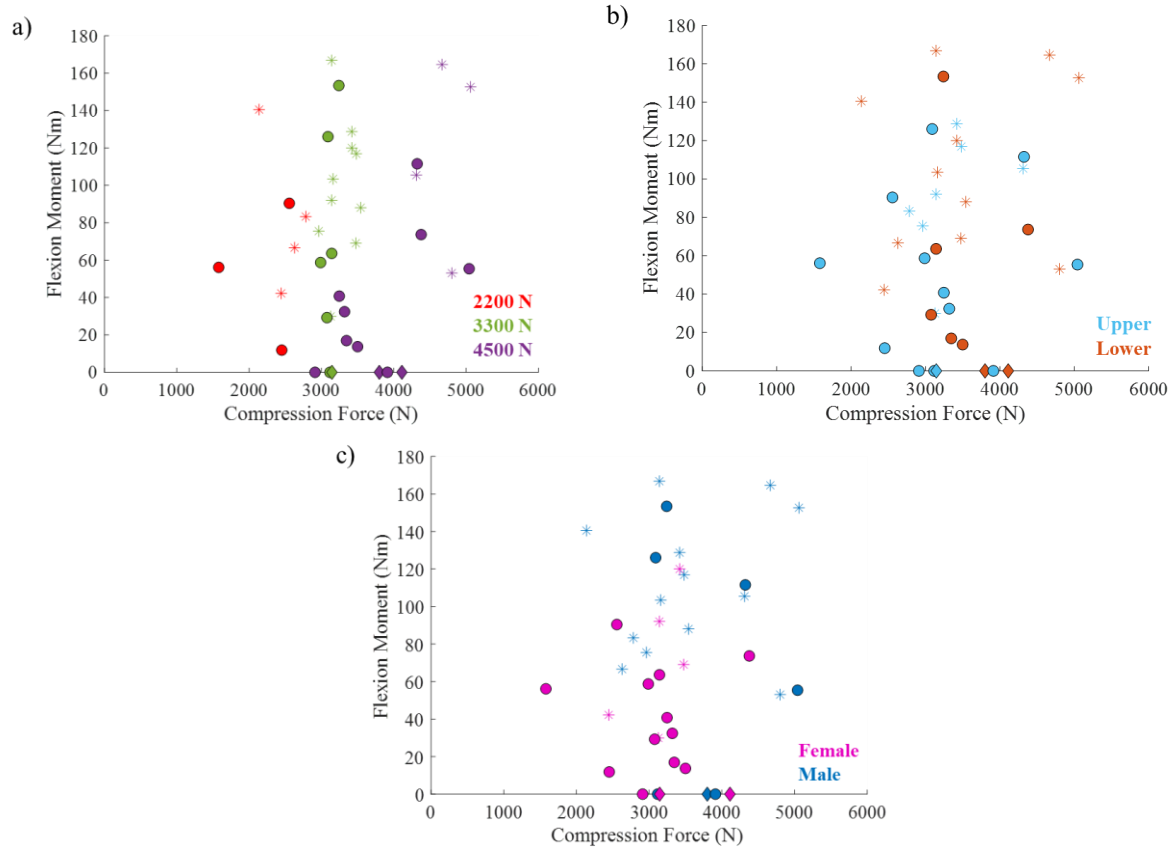 a)
180
160
140
120
100
80
60
40
20
0
Flexion Moment (Nm)
2200 N
3300 N
4500 N
0 1000 2000 3000 4000 5000 6000
Compression Force (N)
b)
180
160
140
120
100
80
60
40
20
0
Flexion Moment (Nm)
Upper
Lower
0 1000 2000 3000 4000 5000 6000
Compression Force (N)
c)
180
160
140
120
100
80
60
40
20
0
Flexion Moment (Nm)
Female
Male
0 1000 2000 3000 4000 5000 6000
Compression Force (N)